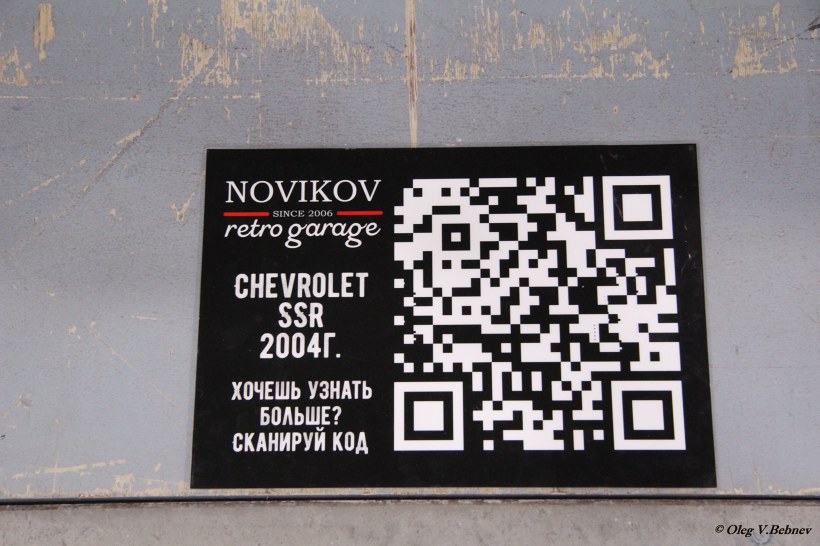 NOVIKOV
SINCE 2006
retro garage
CHEVROLET
SSR
2004Г.
ХОЧЕШЬ УЗНАТЬ
БОЛЬШЕ?
СКАНИРУЙ КОД
© Oleg V.Bebnev